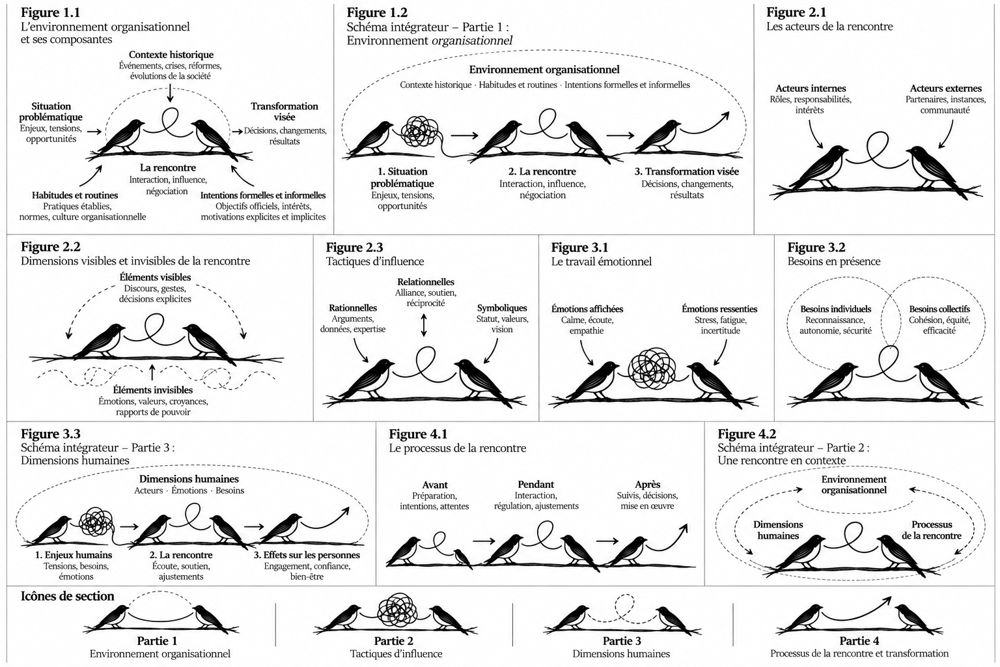 Figure 1.1
L'environnement organisationnel
et ses composantes
Contexte historique
Événements, crises, réformes,
évolutions de la société
Situation
problématique
Enjeux, tensions,
opportunités
Transformation
visée
Décisions, changements,
résultats
La rencontre
Interaction, influence,
négociation
Habitudes et routines
Pratiques établies,
normes, culture organisationnelle
Intentions formelles et informelles
Objectifs officiels, intérêts,
motivations explicites et implicites
Figure 1.2
Schéma intégrateur – Partie 1 :
Environnement organisationnel
Environnement organisationnel
Contexte historique · Habitudes et routines · Intentions formelles et informelles
1. Situation
problématique
Enjeux, tensions,
opportunités
2. La rencontre
Interaction, influence,
négociation
3. Transformation visée
Décisions, changements,
résultats
Figure 2.1
Les acteurs de la rencontre
Acteurs internes
Rôles, responsabilités,
intérêts
Acteurs externes
Partenaires, instances,
communauté
Figure 2.2
Dimensions visibles et invisibles de la rencontre
Éléments visibles
Discours, gestes,
décisions explicites
Éléments invisibles
Émotions, valeurs, croyances,
rapports de pouvoir
Figure 2.3
Tactiques d'influence
Relationnelles
Alliance, soutien,
réciprocité
Rationnelles
Arguments,
données, expertise
Symboliques
Statut, valeurs,
vision
Figure 3.1
Le travail émotionnel
Émotions affichées
Calme, écoute,
empathie
Émotions ressenties
Stress, fatigue,
incertitude
Figure 3.2
Besoins en présence
Besoins individuels
Reconnaissance,
autonomie, sécurité
Besoins collectifs
Cohésion, équité,
efficacité
Figure 3.3
Schéma intégrateur – Partie 3 :
Dimensions humaines
Dimensions humaines
Acteurs · Émotions · Besoins
1. Enjeux humains
Tensions, besoins,
émotions
2. La rencontre
Écoute, soutien,
ajustements
3. Effets sur les personnes
Engagement, confiance,
bien-être
Figure 4.1
Le processus de la rencontre
Avant
Préparation,
intentions, attentes
Pendant
Interaction,
régulation, ajustements
Après
Suivis, décisions,
mise en œuvre
Figure 4.2
Schéma intégrateur – Partie 2 :
Une rencontre en contexte
Environnement
organisationnel
Dimensions
humaines
Processus
de la rencontre
Icônes de section
Partie 1
Environnement organisationnel
Partie 2
Tactiques d'influence
Partie 3
Dimensions humaines
Partie 4
Processus de la rencontre et transformation